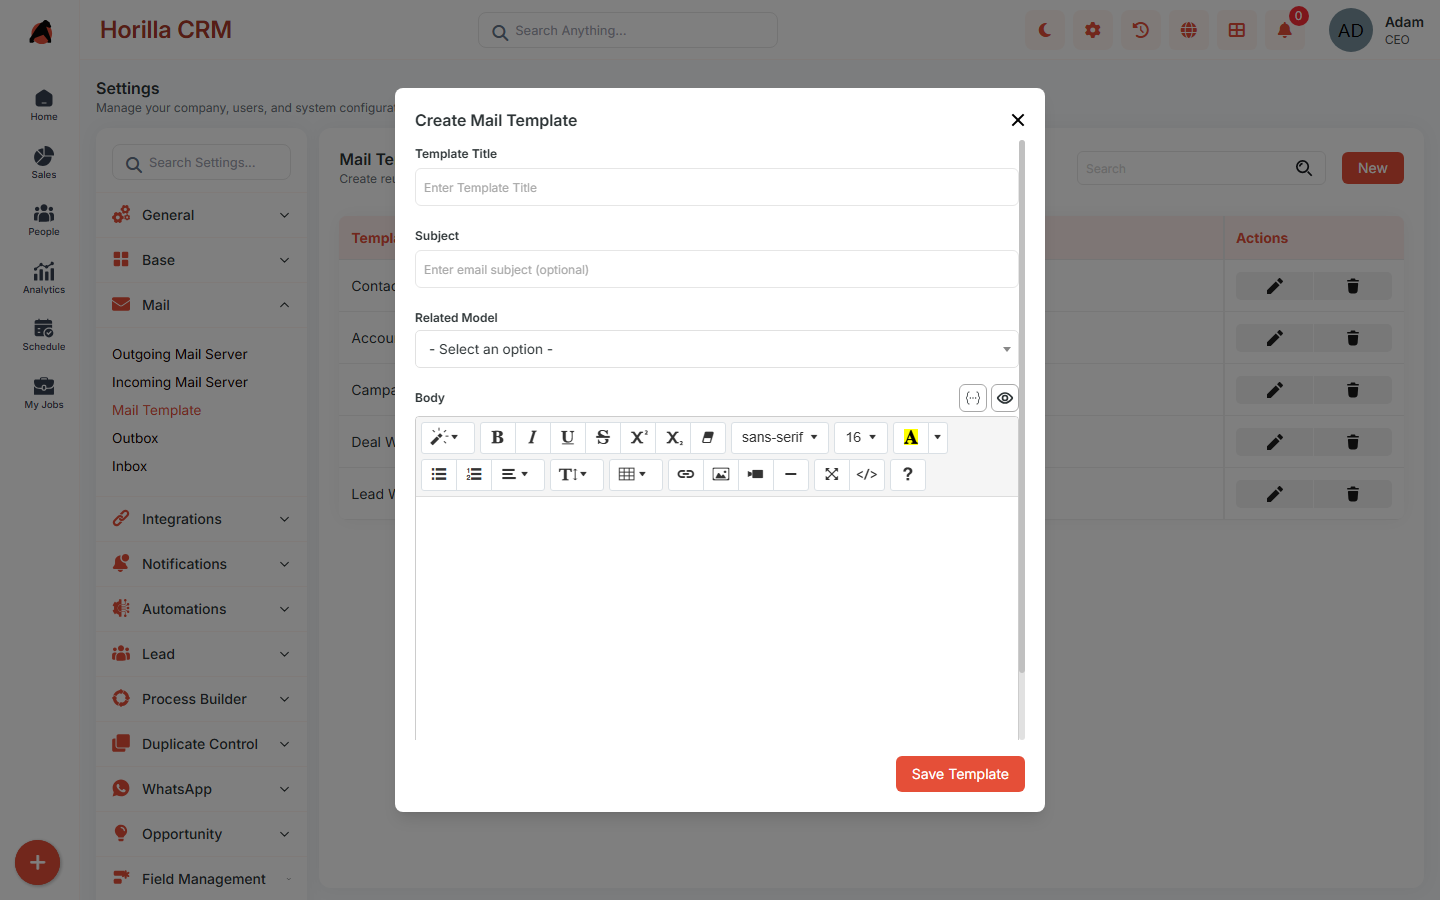 Horilla CRM
Search Anything...
0
AD
Adam
CEO
Home
Sales
People
Analytics
Schedule
My Jobs
Settings
Manage your company, users, and system configurat
Search Settings...
General
Base
Mail
Outgoing Mail Server
Incoming Mail Server
Mail Template
Outbox
Inbox
Integrations
Notifications
Automations
Lead
Process Builder
Duplicate Control
WhatsApp
Opportunity
Field Management
Mail Te
Create reu
Search
New
Templa
Actions
Contac
Accou
Campa
Deal W
Lead W
Create Mail Template
Template Title
Enter Template Title
Subject
Enter email subject (optional)
Related Model
- Select an option -
Body
B I U S X² X₂ sans-serif 16 A
T </> ?
Save Template